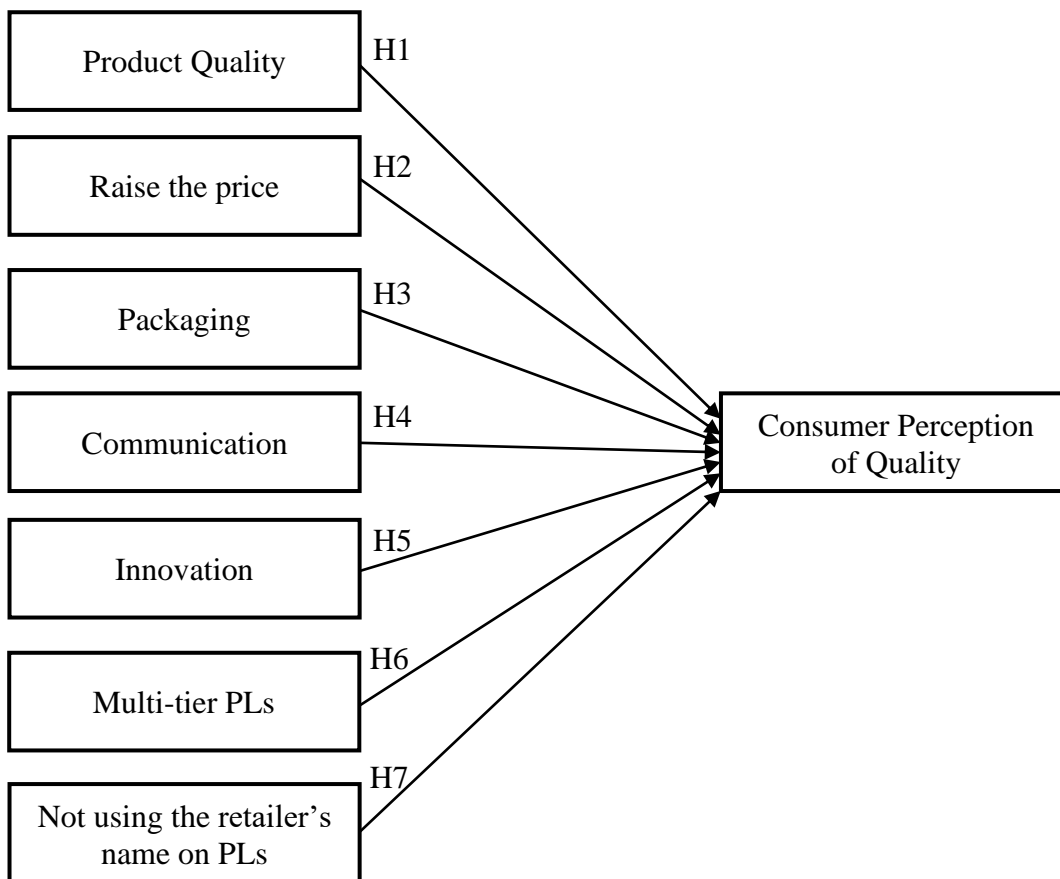 Product Quality
H1
Raise the price
H2
Packaging
H3
Communication
H4
Innovation
H5
Multi-tier PLs
H6
Not using the retailer’s
name on PLs
H7
Consumer Perception
of Quality